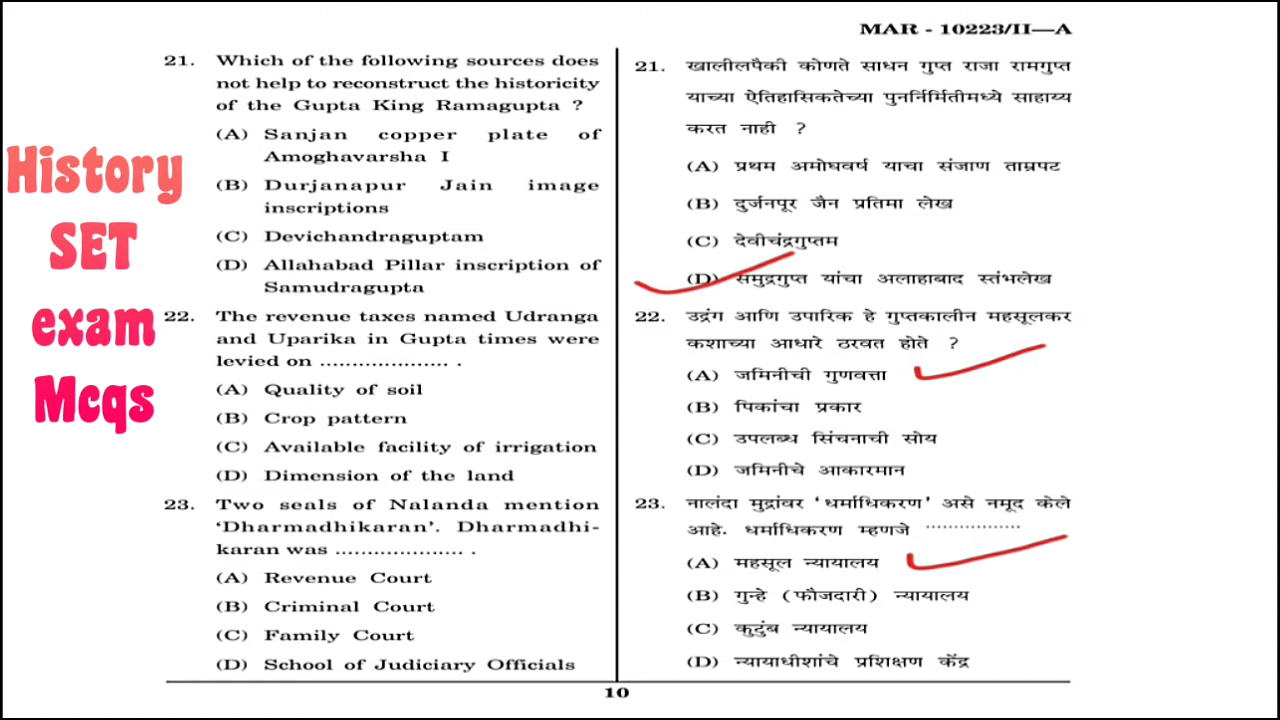 MAR - 10223/II—A
History
SET
exam
Mcqs
21. Which of the following sources does
not help to reconstruct the historicity
of the Gupta King Ramagupta ?
(A) Sanjan copper plate of
Amoghavarsha I
(B) Durjanapur Jain image
inscriptions
(C) Devichandraguptam
(D) Allahabad Pillar inscription of
Samudragupta
22. The revenue taxes named Udranga
and Uparika in Gupta times were
levied on .................... .
(A) Quality of soil
(B) Crop pattern
(C) Available facility of irrigation
(D) Dimension of the land
23. Two seals of Nalanda mention
‘Dharmadhikaran’. Dharmadhi-
karan was .................... .
(A) Revenue Court
(B) Criminal Court
(C) Family Court
(D) School of Judiciary Officials
21. खालीलपैकी कोणते साधन गुप्त राजा रामगुप्त
याच्या ऐतिहासिकतेच्या पुनर्निर्मितीमध्ये साहाय्य
करत नाही ?
(A) प्रथम अमोघवर्ष याचा संजाण ताम्रपट
(B) दुर्जनपूर जैन प्रतिमा लेख
(C) देवीचंद्रगुप्तम
(D) समुद्रगुप्त यांचा अलाहाबाद स्तंभलेख
22. उद्रंग आणि उपारिक हे गुप्तकालीन महसूलकर
कशाच्या आधारे ठरवत होते ?
(A) जमिनीची गुणवत्ता
(B) पिकांचा प्रकार
(C) उपलब्ध सिंचनाची सोय
(D) जमिनीचे आकारमान
23. नालंदा मुद्रांवर ‘धर्माधिकरण’ असे नमूद केले
आहे. धर्माधिकरण म्हणजे ..................
(A) महसूल न्यायालय
(B) गुन्हे (फौजदारी) न्यायालय
(C) कुटुंब न्यायालय
(D) न्यायाधीशांचे प्रशिक्षण केंद्र
10